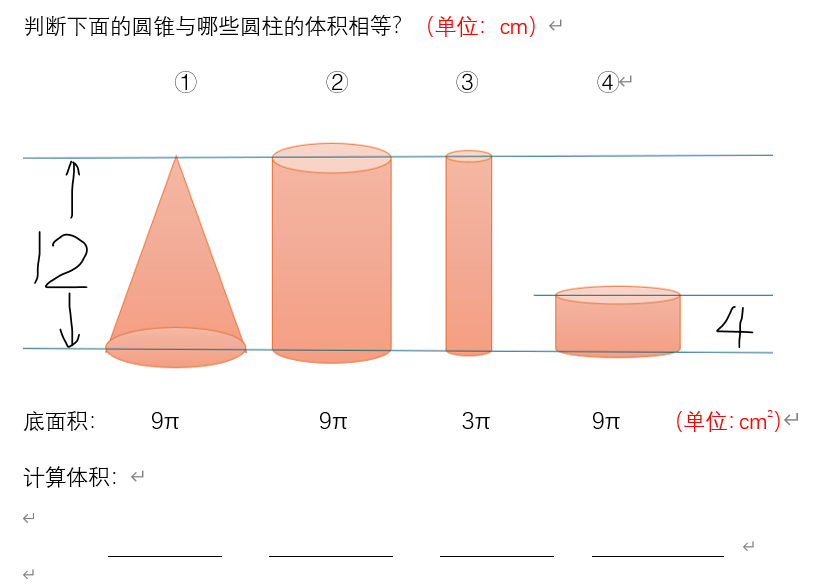 判断下面的圆锥与哪些圆柱的体积相等？（单位：cm）
① ② ③ ④
12
4
底面积： 9π 9π 3π 9π （单位：cm²）
计算体积：